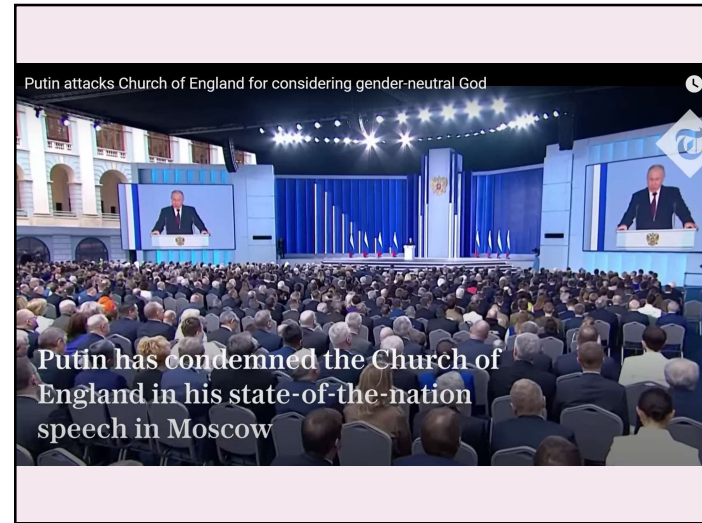 Putin attacks Church of England for considering gender-neutral God
Putin has condemned the Church of
England in his state-of-the-nation
speech in Moscow